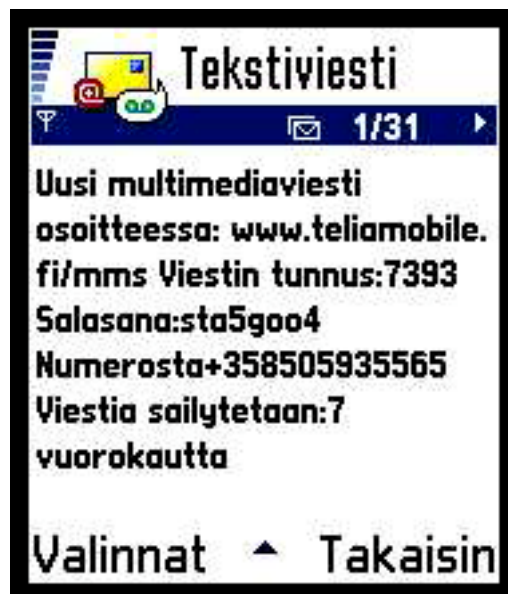 Tekstiviesti
1/31
Uusi multimediaviesti
osoitteessa: www.teliamobile.
fi/mms Viestin tunnus:7393
Salasana:sta5goo4
Numerosta+358505935565
Viestia sailytetaan:7
vuorokautta
Valinnat Takaisin